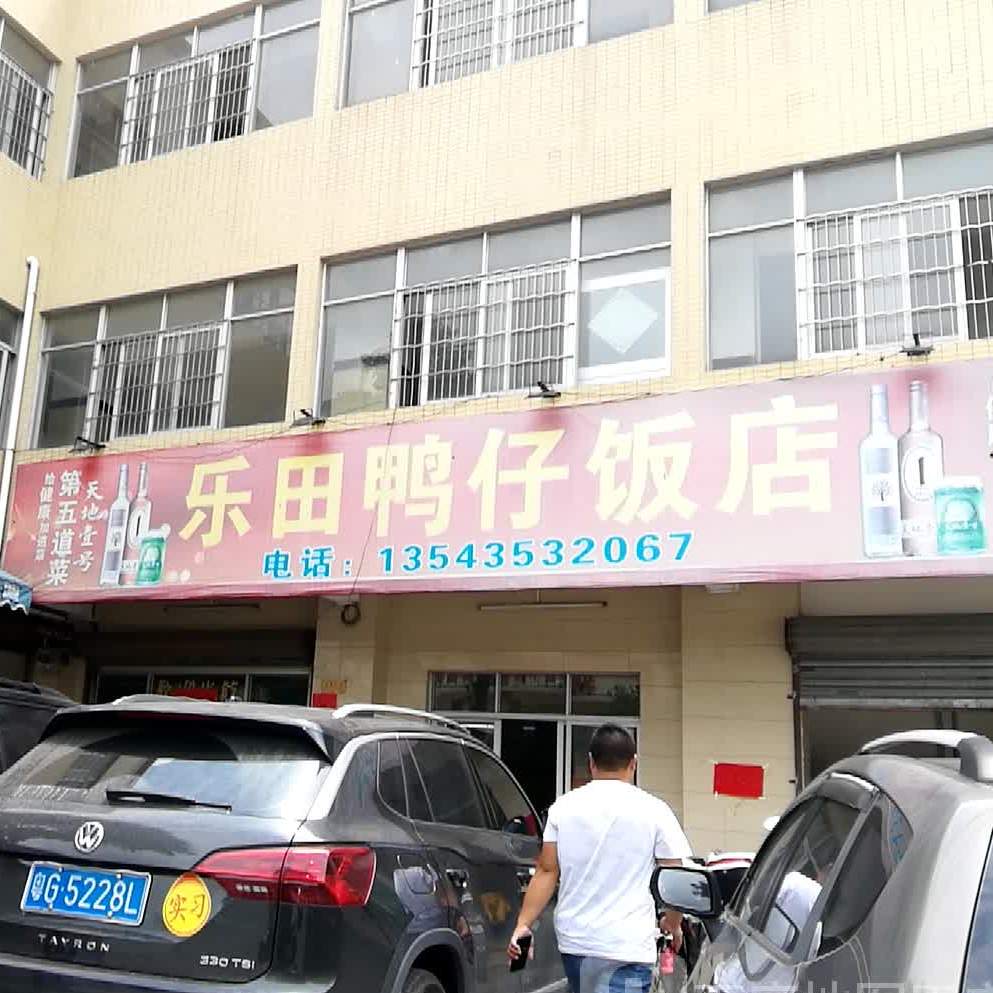 给健康加道菜
第五道菜
天地壹号
乐田鸭仔饭店
电话：13543532067
粤G·5228L
实习
TAYRON
330TSI